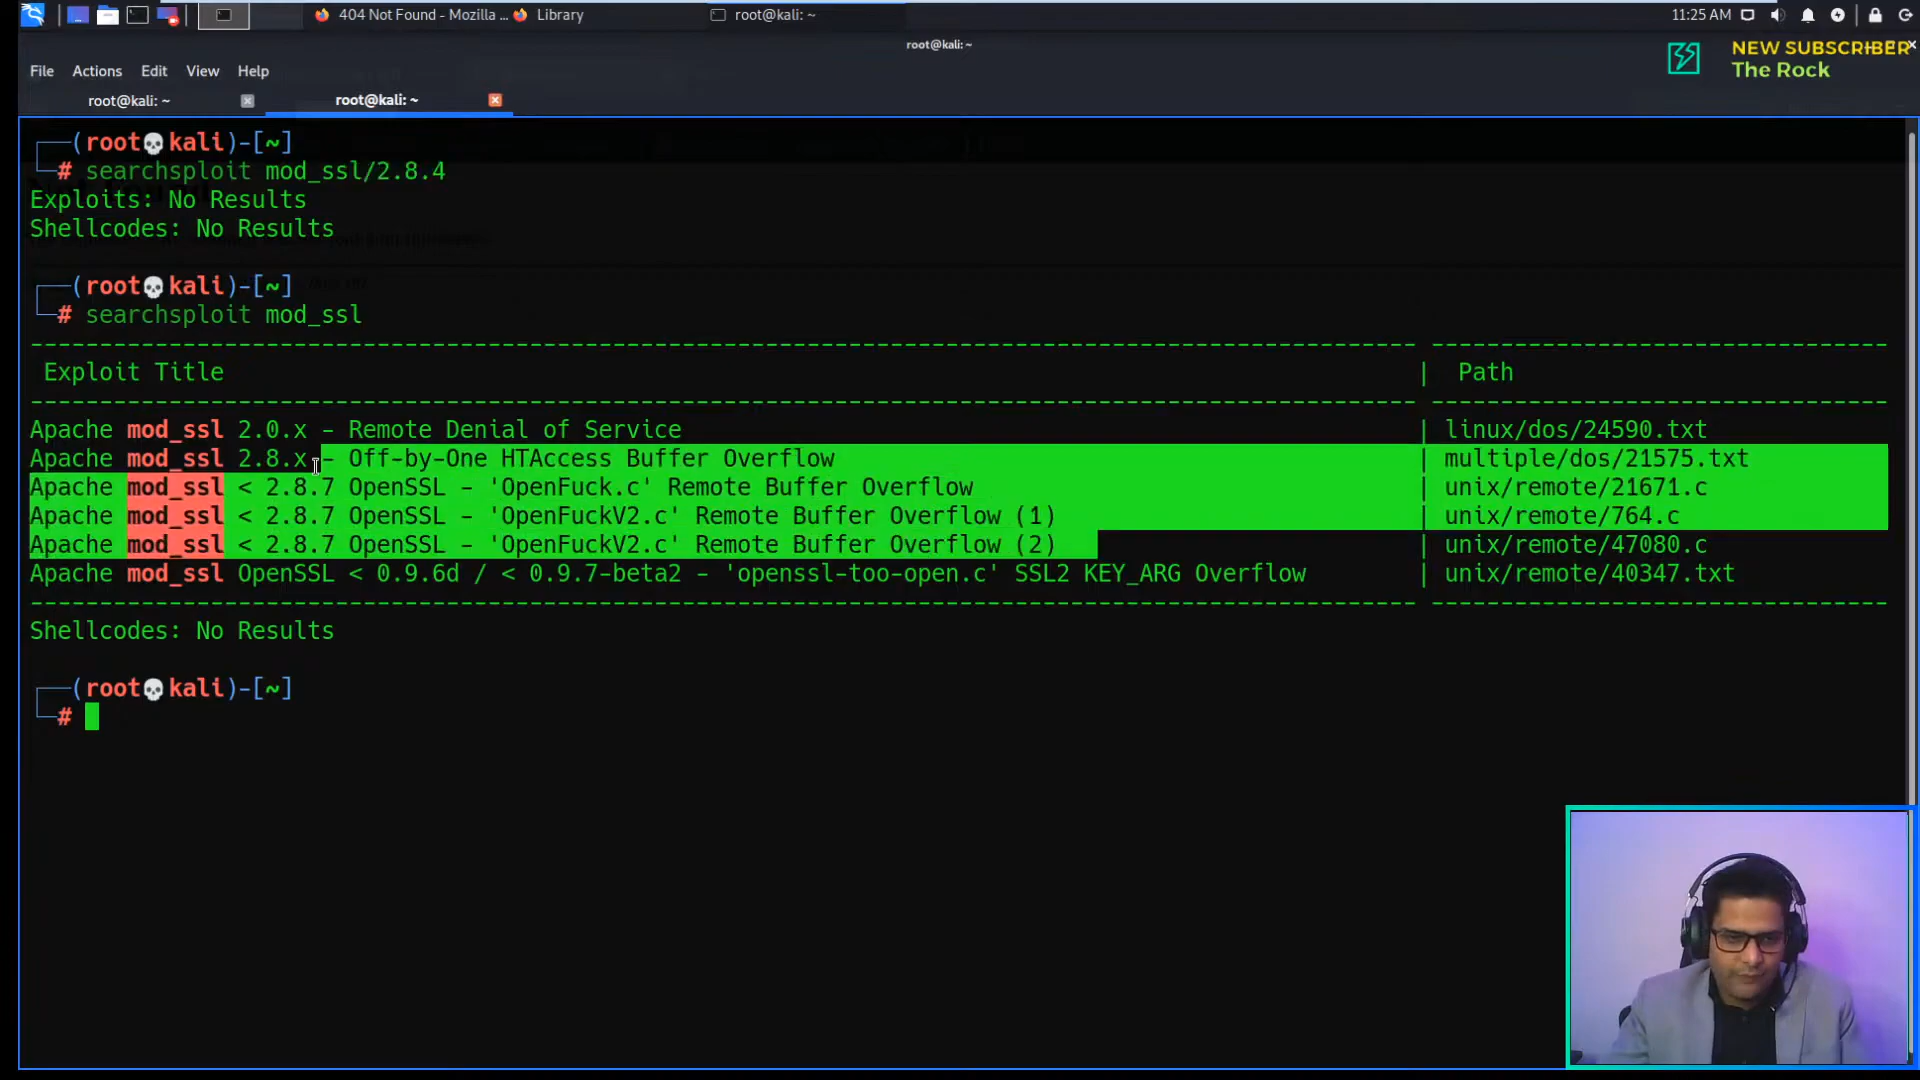 404 Not Found - Mozilla ...
Library
root@kali: ~
11:25 AM
root@kali: ~
NEW SUBSCRIBER
The Rock
File Actions Edit View Help
root@kali: ~
root@kali: ~
(root💀kali)-[~]
# searchsploit mod_ssl/2.8.4
Exploits: No Results
Shellcodes: No Results
(root💀kali)-[~]
# searchsploit mod_ssl
Exploit Title | Path
Apache mod_ssl 2.0.x - Remote Denial of Service | linux/dos/24590.txt
Apache mod_ssl 2.8.x - Off-by-One HTAccess Buffer Overflow | multiple/dos/21575.txt
Apache mod_ssl < 2.8.7 OpenSSL - 'OpenFuck.c' Remote Buffer Overflow | unix/remote/21671.c
Apache mod_ssl < 2.8.7 OpenSSL - 'OpenFuckV2.c' Remote Buffer Overflow (1) | unix/remote/764.c
Apache mod_ssl < 2.8.7 OpenSSL - 'OpenFuckV2.c' Remote Buffer Overflow (2) | unix/remote/47080.c
Apache mod_ssl OpenSSL < 0.9.6d / < 0.9.7-beta2 - 'openssl-too-open.c' SSL2 KEY_ARG Overflow | unix/remote/40347.txt
Shellcodes: No Results
(root💀kali)-[~]
#